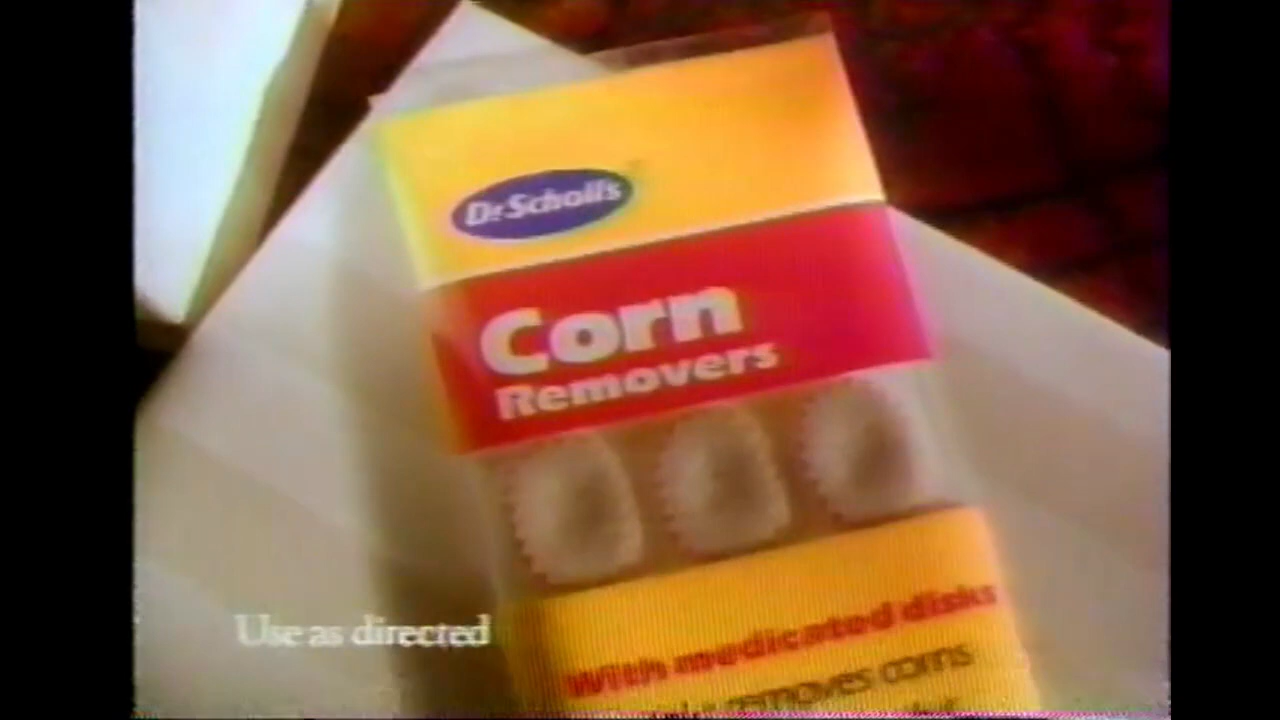 Dr. Scholl's
Corn
Removers
With medicated disks
removes corns
Use as directed